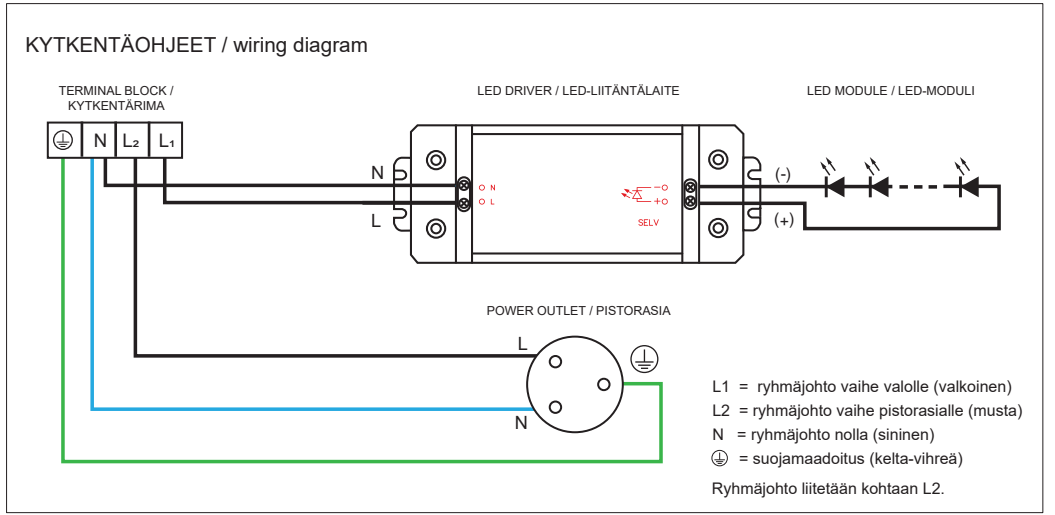 KYTKENTÄOHJEET / wiring diagram
TERMINAL BLOCK /
KYTKENTÄRIMA
LED DRIVER / LED-LIITÄNTÄLAITE
LED MODULE / LED-MODULI
N L₂ L₁
N
L
N
L
SELV
(-)
(+)
POWER OUTLET / PISTORASIA
L
N
L1 = ryhmäjohto vaihe valolle (valkoinen)
L2 = ryhmäjohto vaihe pistorasialle (musta)
N = ryhmäjohto nolla (sininen)
⏚ = suojamaadoitus (kelta-vihreä)
Ryhmäjohto liitetään kohtaan L2.